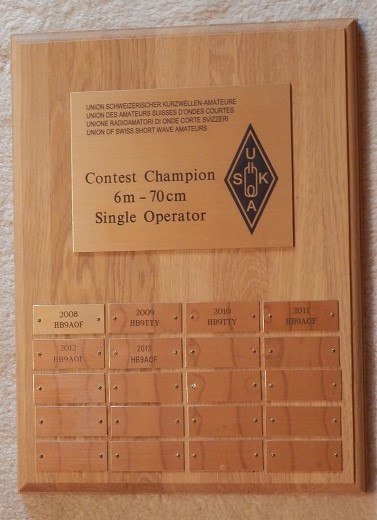 UNION SCHWEIZERISCHER KURZWELLEN-AMATEURE
UNION DES AMATEURS SUISSES D'ONDES COURTES
UNIONE RADIOAMATORI DI ONDE CORTE SVIZZERI
UNION OF SWISS SHORT WAVE AMATEURS
Contest Champion
6m - 70cm
Single Operator
U
S K
A
2008
HB9AOF
2009
HB9TTY
2010
HB9TTY
2011
HB9AOF
2012
HB9AOF
2013
HB9AOF